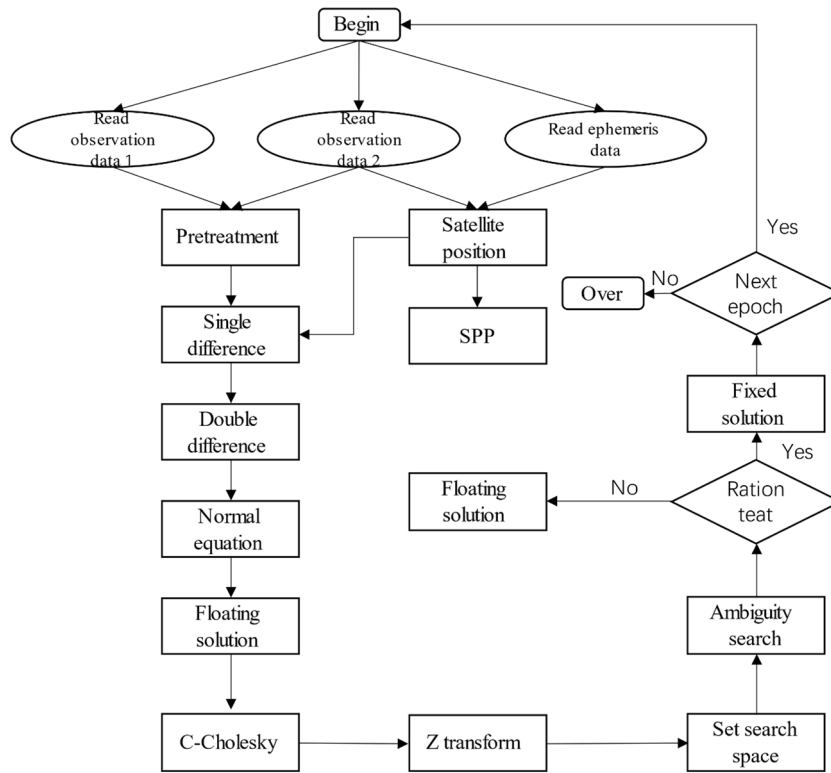 Begin
Read
observation
data 1
Read
observation
data 2
Read ephemeris
data
Pretreatment
Satellite
position
Yes
No
Next
epoch
Over
Single
difference
SPP
Fixed
solution
Double
difference
Yes
Floating
solution
No
Ration
teat
Normal
equation
Floating
solution
Ambiguity
search
C-Cholesky
Z transform
Set search
space